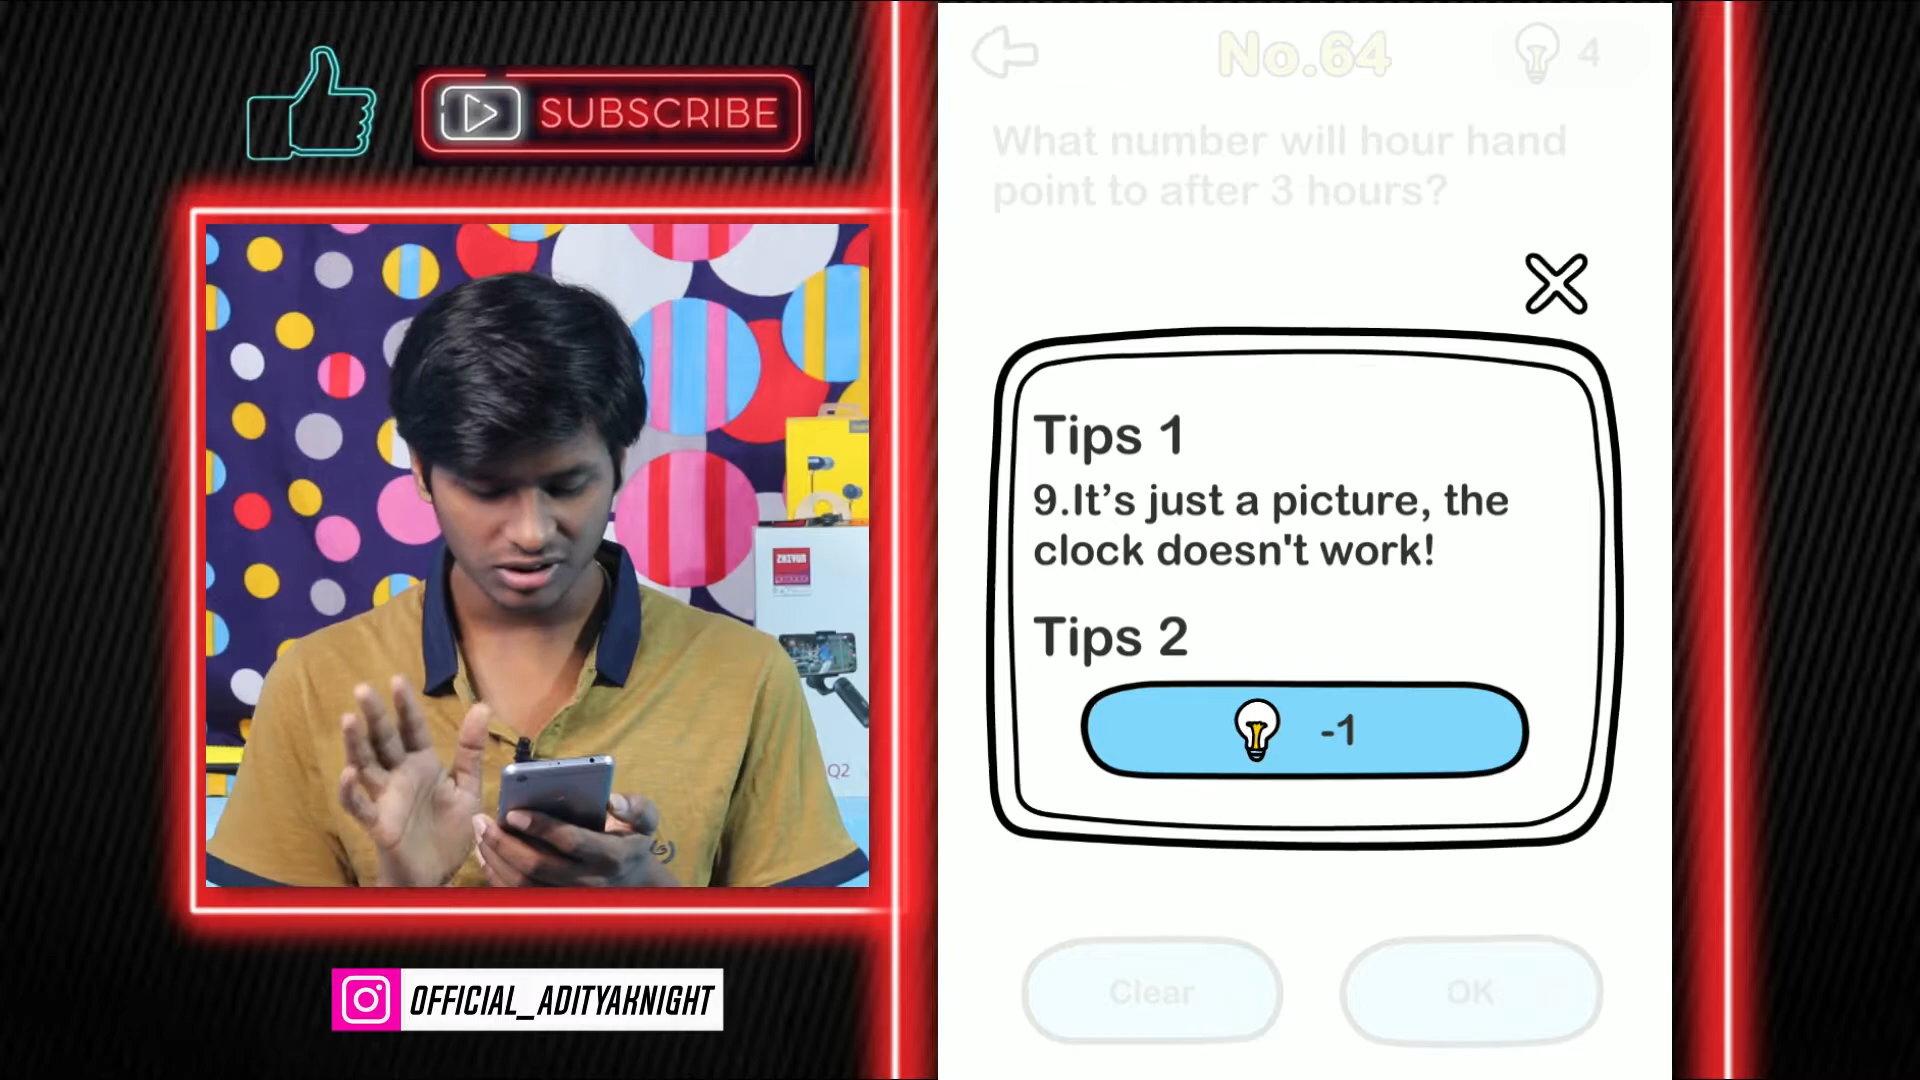 SUBSCRIBE
No.64
4
What number will hour hand
point to after 3 hours?
Tips 1
9.It's just a picture, the
clock doesn't work!
Tips 2
-1
Clear
OK
ZHIYUN
Q2
OFFICIAL_ADITYAKNIGHT